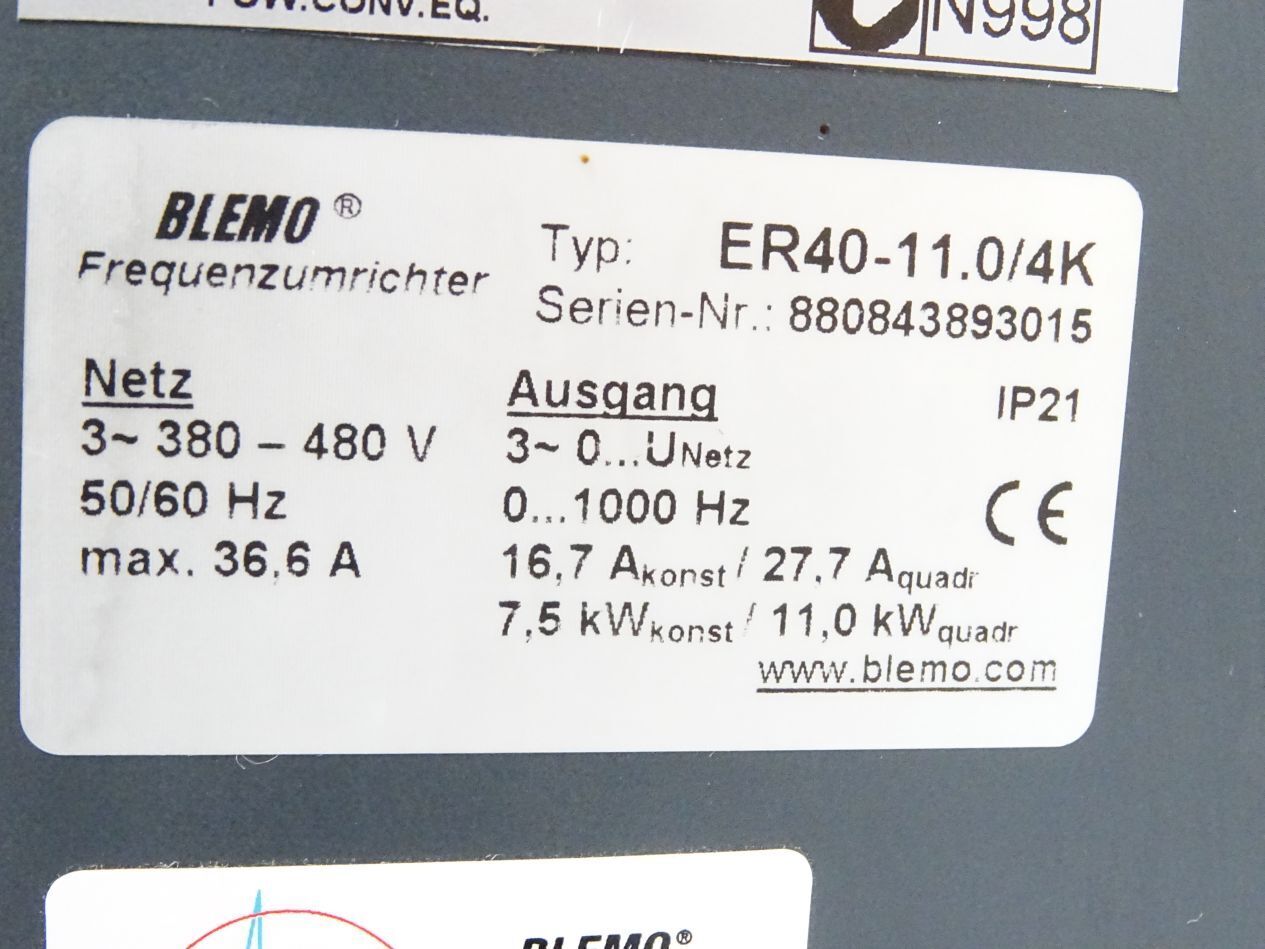 POW.CONV.EQ.
N998
BLEMO®
Frequenzumrichter
Typ: ER40-11.0/4K
Serien-Nr.: 880843893015
Netz
3~ 380 – 480 V
50/60 Hz
max. 36,6 A
Ausgang
3~ 0...UNetz
0...1000 Hz
16,7 Akonst / 27,7 Aquadr
7,5 kWkonst / 11,0 kWquadr
IP21
CE
www.blemo.com
BLEMO®